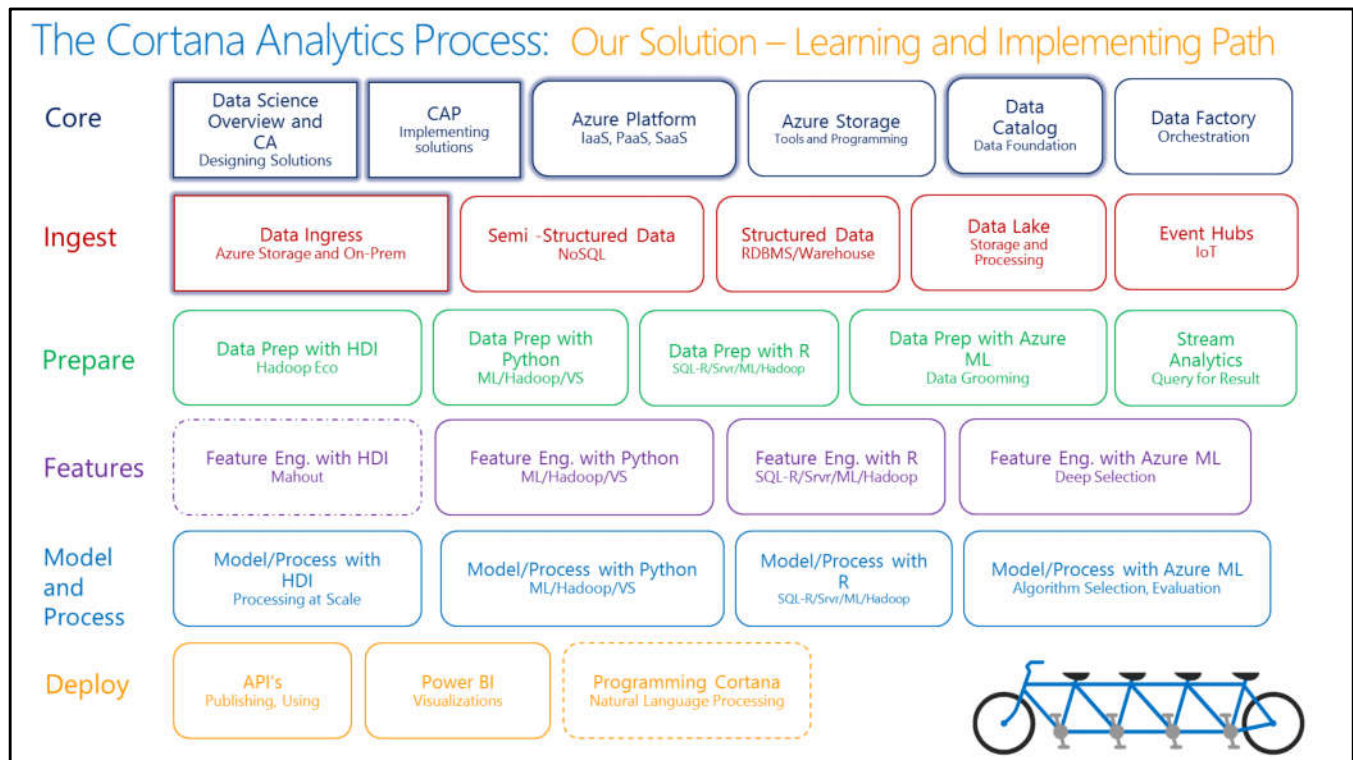 The Cortana Analytics Process: Our Solution – Learning and Implementing Path
Core
Data Science
Overview and
CA
Designing Solutions
CAP
Implementing
solutions
Azure Platform
IaaS, PaaS, SaaS
Azure Storage
Tools and Programming
Data
Catalog
Data Foundation
Data Factory
Orchestration
Ingest
Data Ingress
Azure Storage and On-Prem
Semi -Structured Data
NoSQL
Structured Data
RDBMS/Warehouse
Data Lake
Storage and
Processing
Event Hubs
IoT
Prepare
Data Prep with HDI
Hadoop Eco
Data Prep with
Python
ML/Hadoop/VS
Data Prep with R
SQL-R/Srvr/ML/Hadoop
Data Prep with Azure
ML
Data Grooming
Stream
Analytics
Query for Result
Features
Feature Eng. with HDI
Mahout
Feature Eng. with Python
ML/Hadoop/VS
Feature Eng. with R
SQL-R/Srvr/ML/Hadoop
Feature Eng. with Azure ML
Deep Selection
Model
and
Process
Model/Process with
HDI
Processing at Scale
Model/Process with Python
ML/Hadoop/VS
Model/Process with
R
SQL-R/Srvr/ML/Hadoop
Model/Process with Azure ML
Algorithm Selection, Evaluation
Deploy
API's
Publishing, Using
Power BI
Visualizations
Programming Cortana
Natural Language Processing